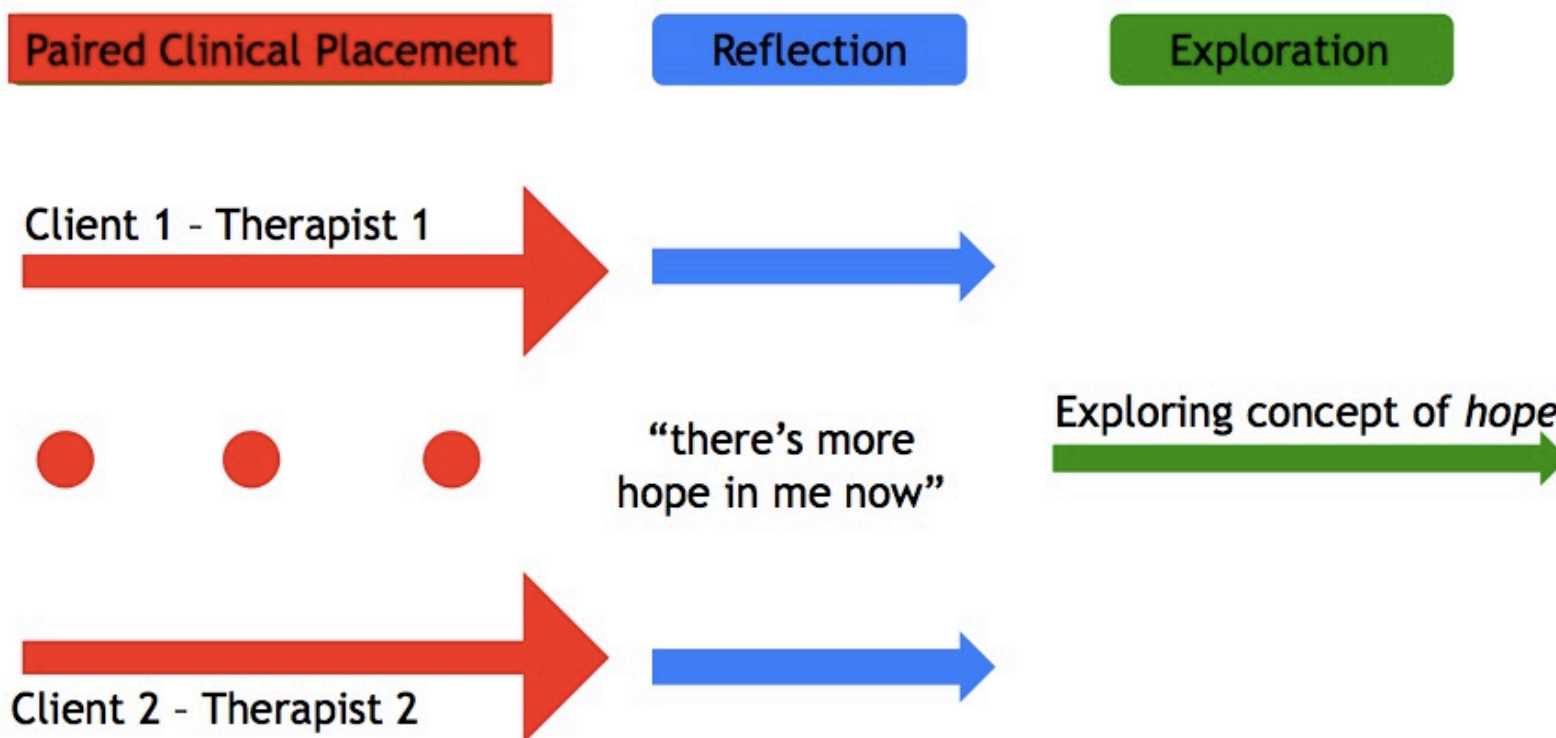 Paired Clinical Placement
Reflection
Exploration
Client 1 – Therapist 1
“there’s more
hope in me now”
Exploring concept of hope
Client 2 – Therapist 2